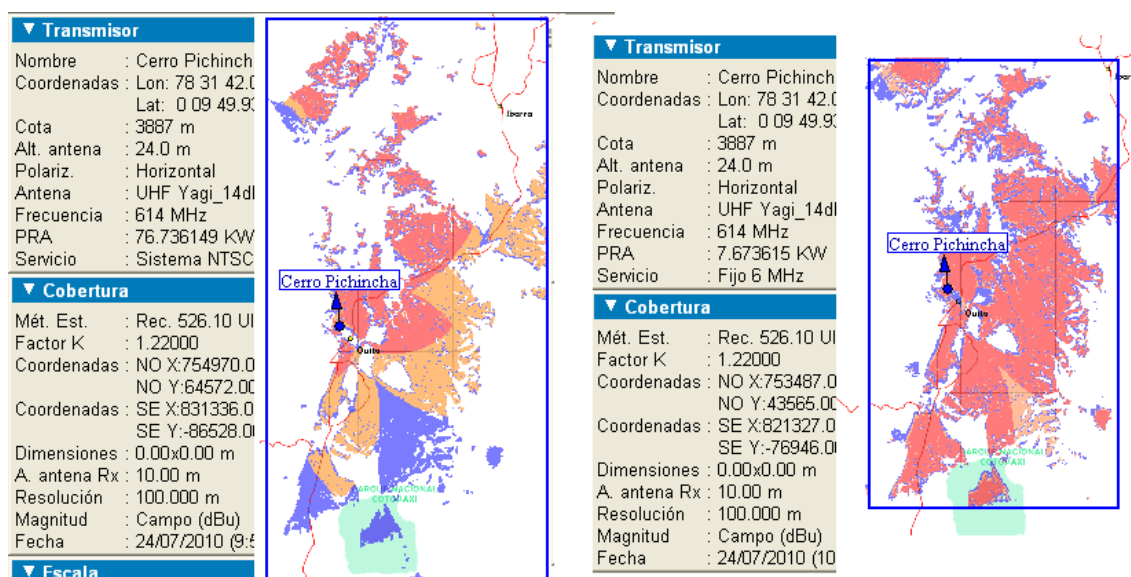 ▼ Transmisor
Nombre : Cerro Pichinch
Coordenadas : Lon: 78 31 42.0
Lat: 0 09 49.93
Cota : 3887 m
Alt. antena : 24.0 m
Polariz. : Horizontal
Antena : UHF Yagi_14d
Frecuencia : 614 MHz
PRA : 76.736149 KW
Servicio : Sistema NTSC
▼ Cobertura
Mét. Est. : Rec. 526.10 UI
Factor K : 1.22000
Coordenadas : NO X:754970.0
NO Y:64572.00
Coordenadas : SE X:831336.0
SE Y:-86528.00
Dimensiones : 0.00x0.00 m
A. antena Rx : 10.00 m
Resolución : 100.000 m
Magnitud : Campo (dBu)
Fecha : 24/07/2010 (9:5
▼ Escala
Ibarra
Cerro Pichincha
Quito
PARQUE NACIONAL
COTOPAXI
▼ Transmisor
Nombre : Cerro Pichinch
Coordenadas : Lon: 78 31 42.0
Lat: 0 09 49.93
Cota : 3887 m
Alt. antena : 24.0 m
Polariz. : Horizontal
Antena : UHF Yagi_14d
Frecuencia : 614 MHz
PRA : 7.673615 KW
Servicio : Fijo 6 MHz
▼ Cobertura
Mét. Est. : Rec. 526.10 UI
Factor K : 1.22000
Coordenadas : NO X:753487.0
NO Y:43565.00
Coordenadas : SE X:821327.0
SE Y:-76946.00
Dimensiones : 0.00x0.00 m
A. antena Rx : 10.00 m
Resolución : 100.000 m
Magnitud : Campo (dBu)
Fecha : 24/07/2010 (10
Ibarra
Cerro Pichincha
Quito
PARQUE NACIONAL
COTOPAXI